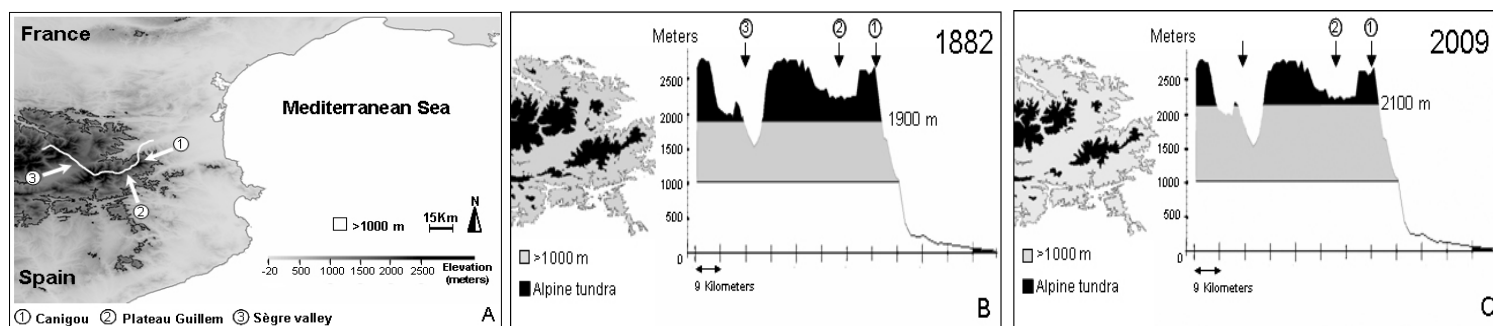 France
Mediterranean Sea
①
③
②
N
>1000 m
15Km
-20 500 1000 1500 2000 2500 Elevation
(meters)
Spain
① Canigou ② Plateau Guillem ③ Sègre valley
A
Meters
③ ② ①
1882
2500
2000
1900 m
1500
1000
500
0
>1000 m
Alpine tundra
9 Kilometers
B
Meters
② ①
2009
2500
2100 m
2000
1500
1000
500
0
>1000 m
Alpine tundra
9 Kilometers
C